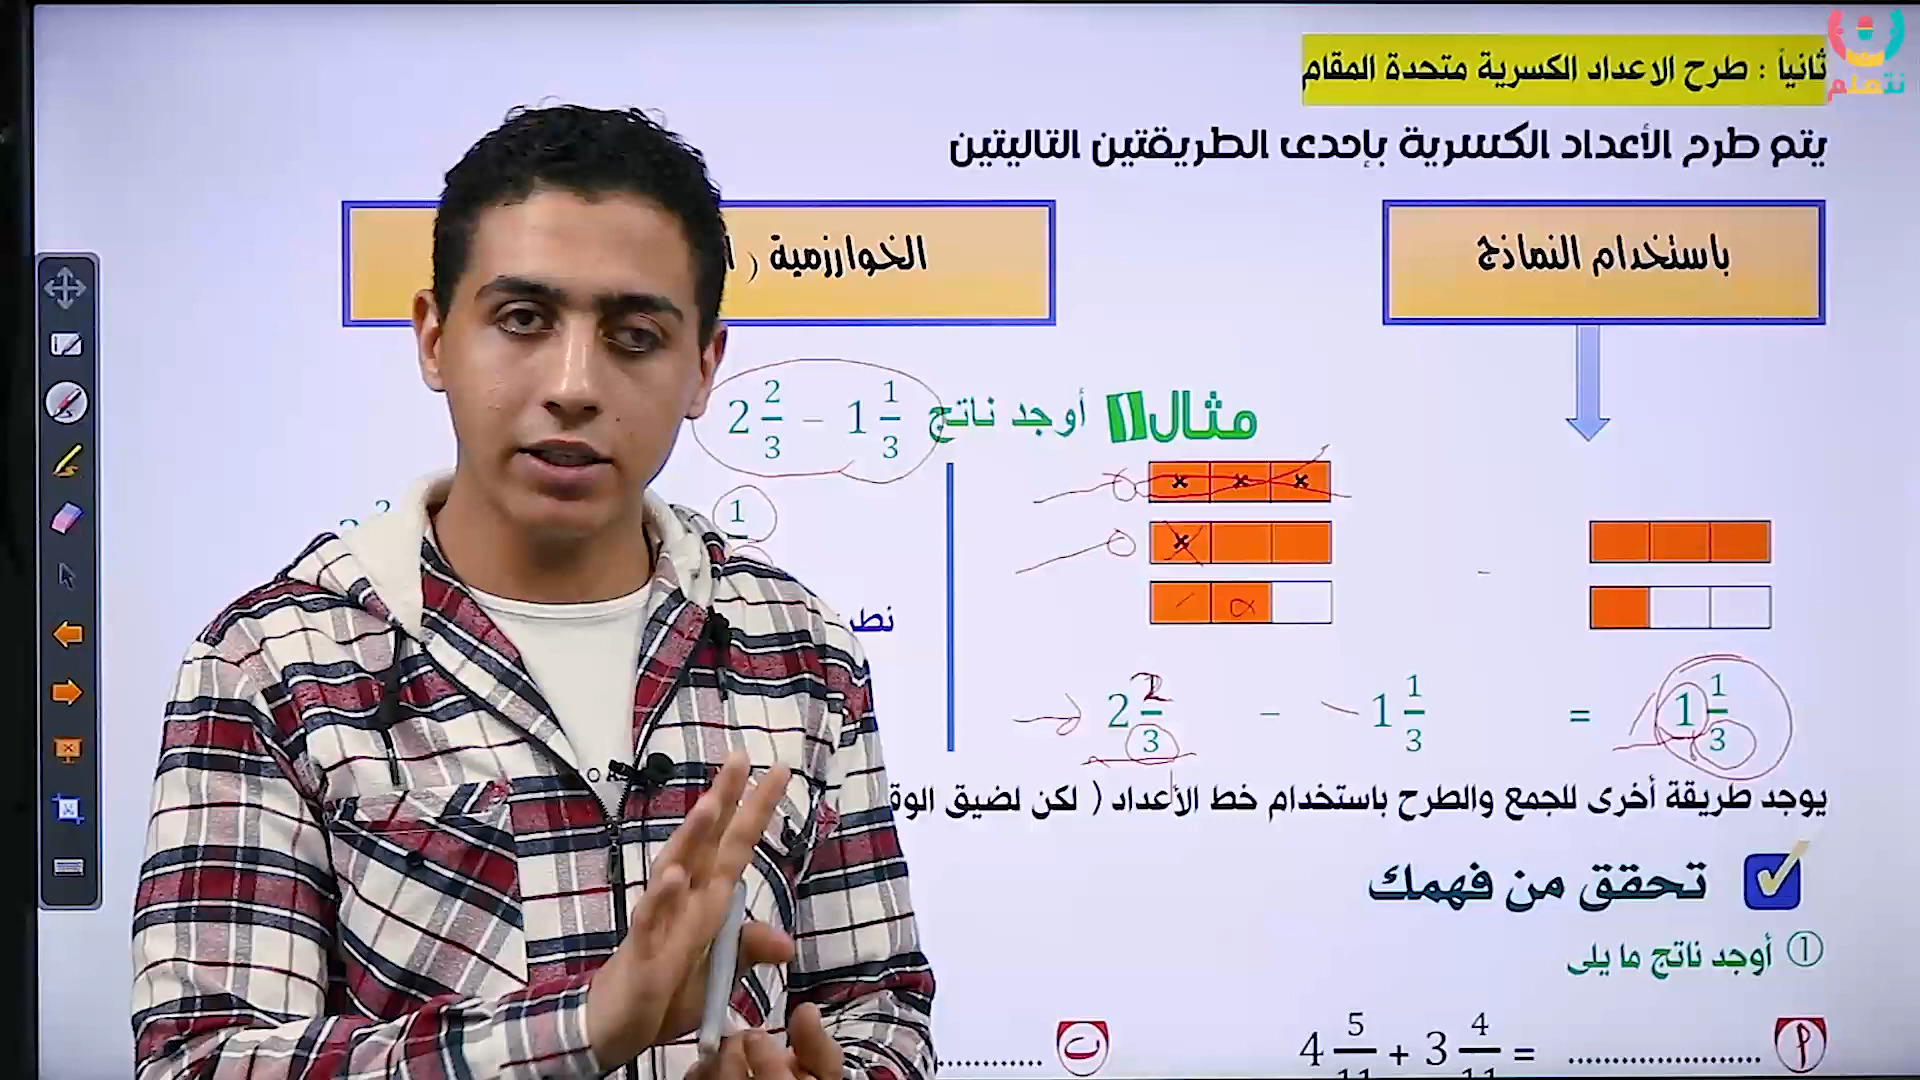 نتعلم
ثانياً : طرح الاعداد الكسرية متحدة المقام
يتم طرح الأعداد الكسرية بإحدى الطريقتين التاليتين
باستخدام النماذج
الخوارزمية (
مثال 1 أوجد ناتج 2 2/3 − 1 1/3
2 2/3 − 1 1/3 = 1 1/3
يوجد طريقة أخرى للجمع والطرح باستخدام خط الأعداد ( لكن لضيق
تحقق من فهمك
① أوجد ناتج ما يلى
أ 4 5/11 + 3 4/11 = ....................
ب ............